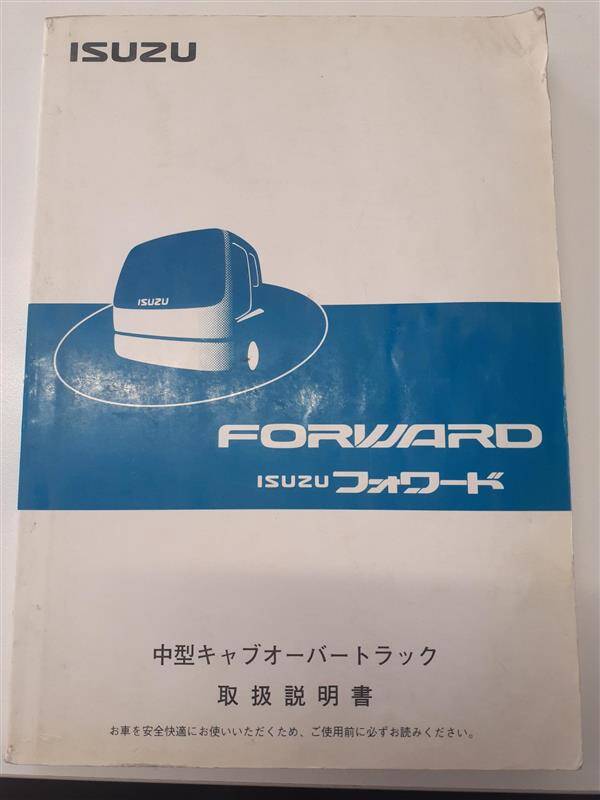 ISUZU
ISUZU
FORWARD
ISUZU フォワード
中型キャブオーバートラック
取扱説明書
お車を安全快適にお使いいただくため、ご使用前に必ずお読みください。